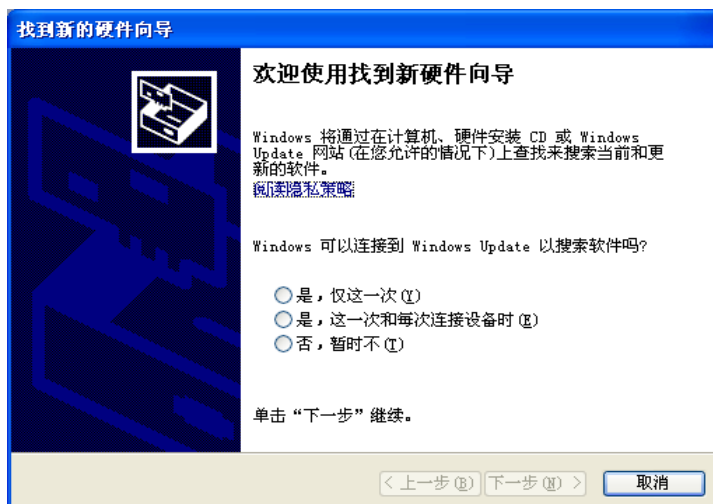 找到新的硬件向导
欢迎使用找到新硬件向导
Windows 将通过在计算机、硬件安装 CD 或 Windows
Update 网站(在您允许的情况下)上查找来搜索当前和更
新的软件。
阅读隐私策略
Windows 可以连接到 Windows Update 以搜索软件吗?
是，仅这一次(Y)
是，这一次和每次连接设备时(E)
否，暂时不(T)
单击“下一步”继续。
< 上一步(B) 下一步(N) > 取消